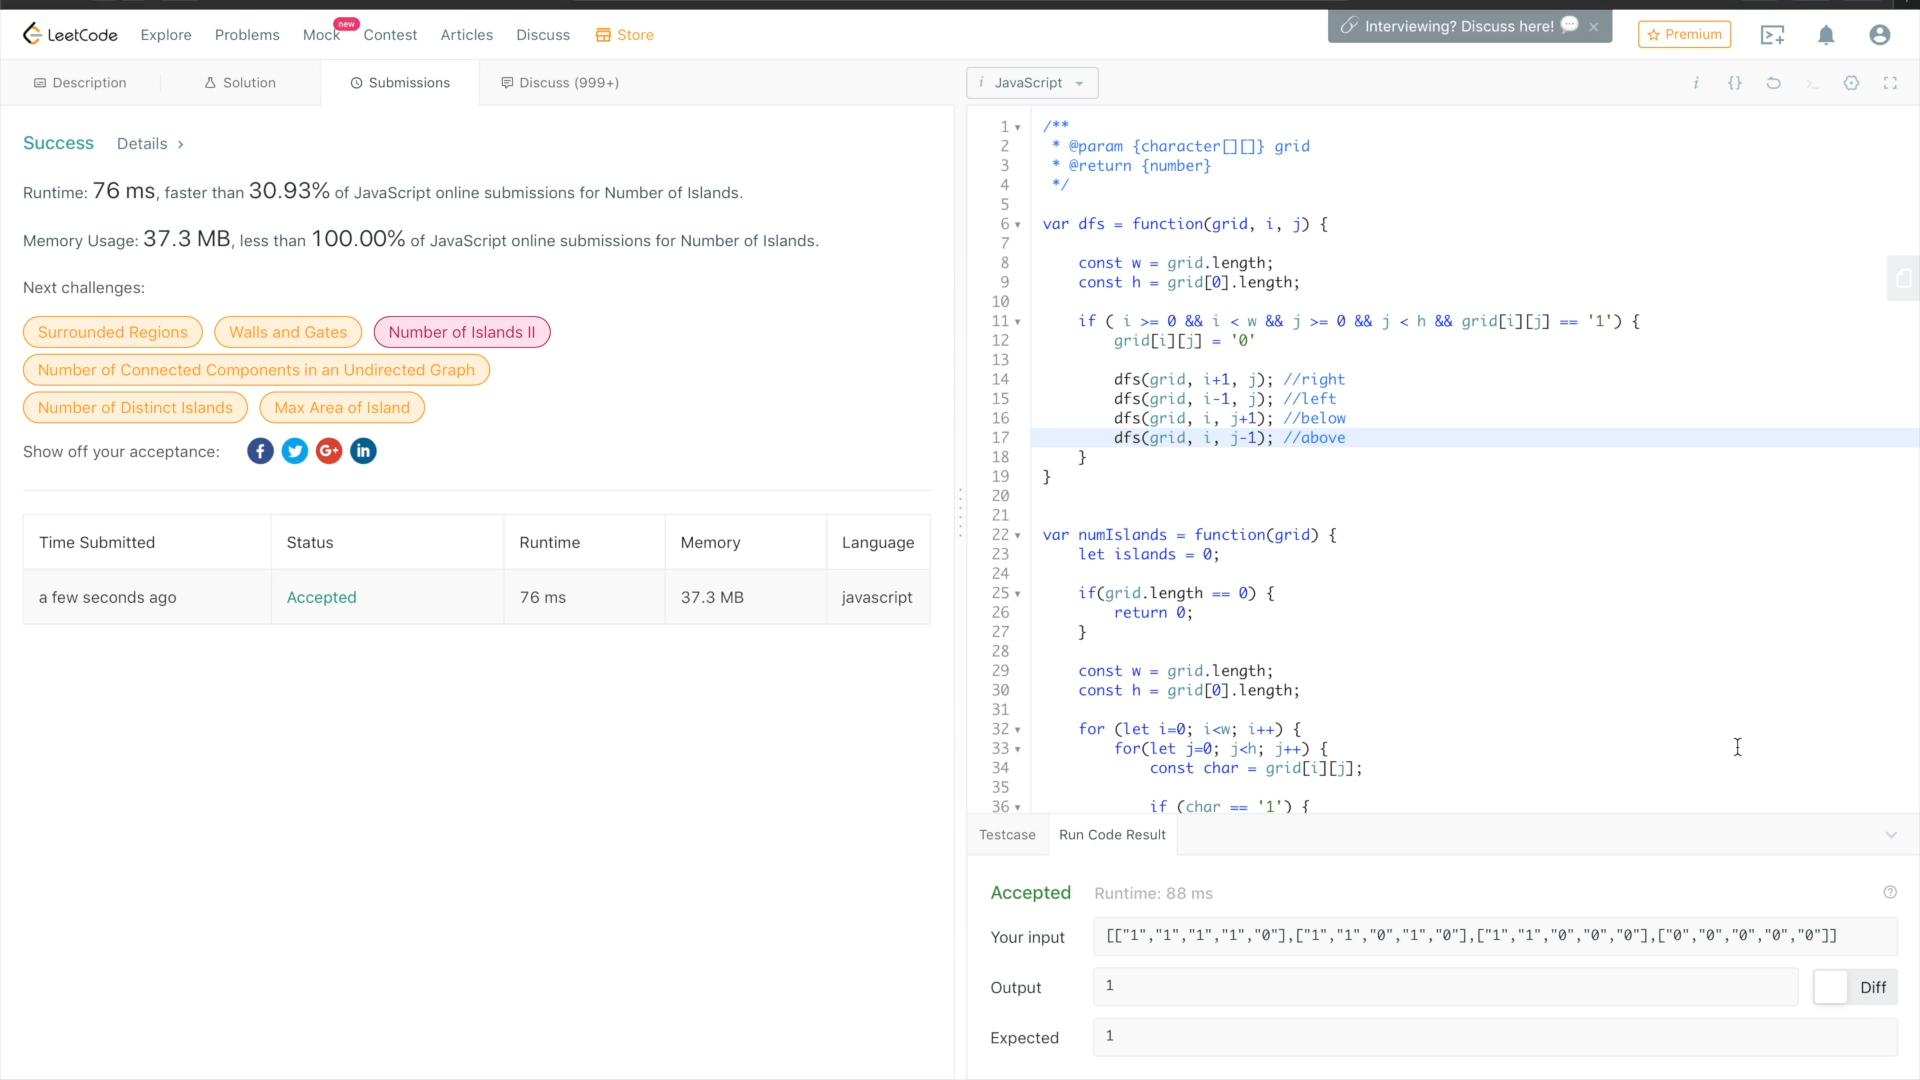 LeetCode
Explore
Problems
Mock
new
Contest
Articles
Discuss
Store
Interviewing? Discuss here! 💬 ×
Premium
Description
Solution
Submissions
Discuss (999+)
i JavaScript
Success
Details >
Runtime: 76 ms, faster than 30.93% of JavaScript online submissions for Number of Islands.
Memory Usage: 37.3 MB, less than 100.00% of JavaScript online submissions for Number of Islands.
Next challenges:
Surrounded Regions
Walls and Gates
Number of Islands II
Number of Connected Components in an Undirected Graph
Number of Distinct Islands
Max Area of Island
Show off your acceptance:
Time Submitted
Status
Runtime
Memory
Language
a few seconds ago
Accepted
76 ms
37.3 MB
javascript
1 /**
2 * @param {character[][]} grid
3 * @return {number}
4 */
5
6 var dfs = function(grid, i, j) {
7
8 const w = grid.length;
9 const h = grid[0].length;
10
11 if ( i >= 0 && i < w && j >= 0 && j < h && grid[i][j] == '1') {
12 grid[i][j] = '0'
13
14 dfs(grid, i+1, j); //right
15 dfs(grid, i-1, j); //left
16 dfs(grid, i, j+1); //below
17 dfs(grid, i, j-1); //above
18 }
19 }
20
21
22 var numIslands = function(grid) {
23 let islands = 0;
24
25 if(grid.length == 0) {
26 return 0;
27 }
28
29 const w = grid.length;
30 const h = grid[0].length;
31
32 for (let i=0; i<w; i++) {
33 for(let j=0; j<h; j++) {
34 const char = grid[i][j];
35
36 if (char == '1') {
Testcase
Run Code Result
Accepted
Runtime: 88 ms
Your input
[["1","1","1","1","0"],["1","1","0","1","0"],["1","1","0","0","0"],["0","0","0","0","0"]]
Output
1
Diff
Expected
1